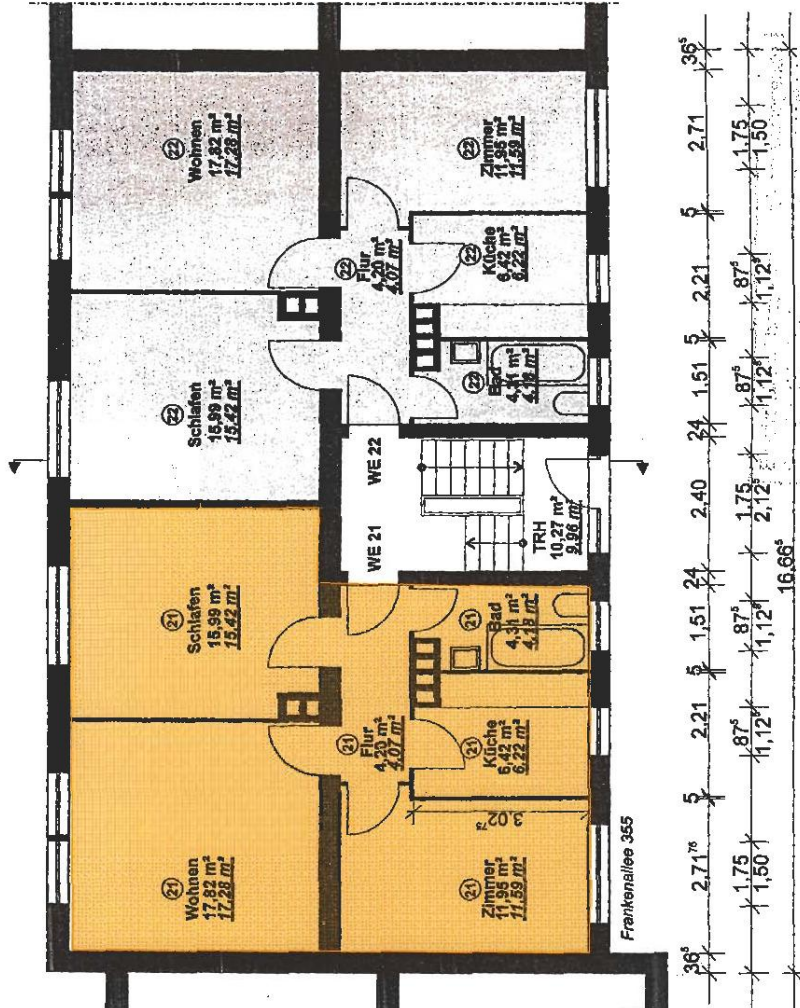 22
Wohnen
17,82 m²
17,28 m²
22
Zimmer
11,95 m²
11,59 m²
22
Flur
4,20 m²
4,07 m²
22
Küche
6,42 m²
6,22 m²
22
Schlafen
15,99 m²
15,42 m²
22
Bad
4,31 m²
4,18 m²
WE 22
WE 21
TRH
10,27 m²
9,96 m²
21
Schlafen
15,99 m²
15,42 m²
21
Bad
4,31 m²
4,18 m²
21
Flur
4,20 m²
4,07 m²
21
Küche
6,42 m²
6,22 m²
21
Wohnen
17,82 m²
17,28 m²
21
Zimmer
11,95 m²
11,59 m²
3,02⁷⁵
Frankenallee 355
36⁵
2,71
5
2,21
5
1,51
24
2,40
24
1,51
5
2,21
5
2,71⁷⁵
36⁵
1,75
1,50
87⁵
1,12⁵
87⁵
1,12⁵
1,75
2,12⁵
87⁵
1,12⁵
87⁵
1,12⁵
1,75
1,50
16,66⁵